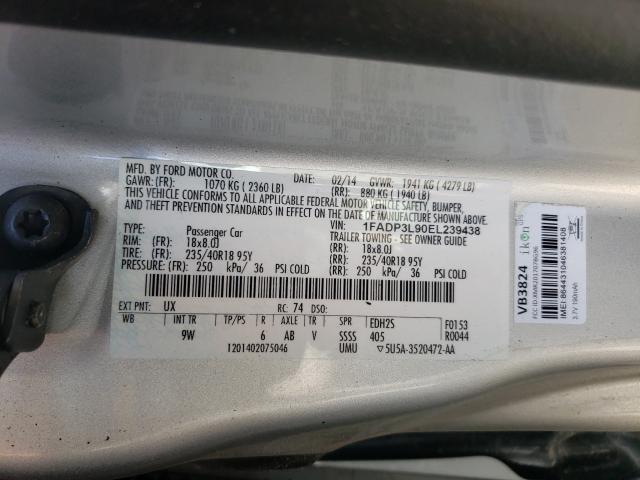 MFD. BY FORD MOTOR CO.
02/14 GVWR: 1941 KG ( 4279 LB)
GAWR: (FR): 1070 KG ( 2360 LB) (RR): 880 KG ( 1940 LB)
THIS VEHICLE CONFORMS TO ALL APPLICABLE FEDERAL MOTOR VEHICLE SAFETY, BUMPER,
AND THEFT PREVENTION STANDARDS IN EFFECT ON THE DATE OF MANUFACTURE SHOWN ABOVE.
VIN: 1FADP3L90EL239438
TYPE: Passenger Car TRAILER TOWING - SEE OWNER GUIDE
RIM: (FR) 18x8.0J (RR): 18x8.0J
TIRE: (FR) 235/40R18 95Y (RR): 235/40R18 95Y
PRESSURE: (FR) 250 kPa/ 36 PSI COLD (RR): 250 kPa/ 36 PSI COLD
EXT PNT: UX RC: 74 DSO:
WB INT TR TP/PS R AXLE TR SPR EDH2S F0153
9W 6 AB V SSSS 405 R0044
1201402075046 UMU 5U5A-3520472-AA
VB3824
ikon
3.7V 190mAh